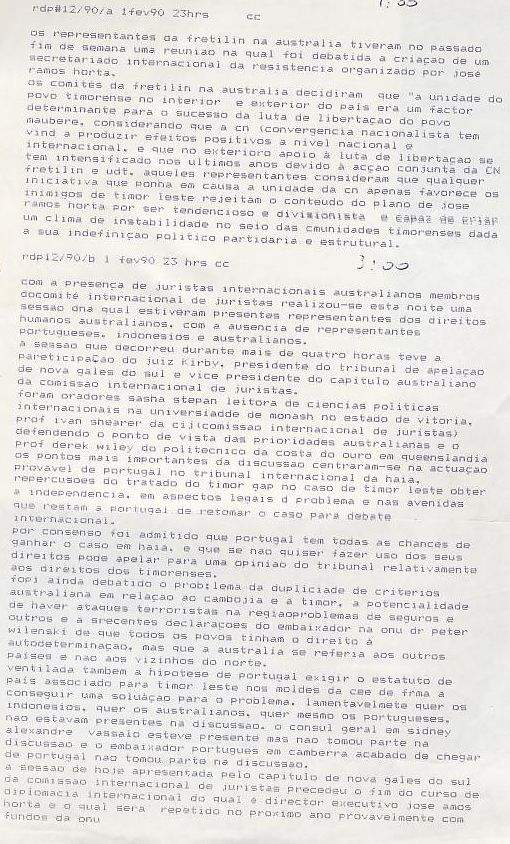 1:55
rdp#12/90/a 1fev90 23hrs cc
os representantes da fretilin na australia tiveram no passado
fim de semana uma reuniao na qual foi debatida a criaçao de um
secretariado internacional da resistencia organizado por josé
ramos horta.
os comités da fretilin na australia decidiram que "a unidade do
povo timorense no interior e exterior do pais era um factor
determinante para o sucesso da luta de libertaçao do povo
maubere. considerando que a cn (convergencia nacionalista tem
vind a produzir efeitos positivos a nivel nacional e
internacional. e que no exterioro apoio à luta de libertaçao se
tem intensificado nos ultimos anos devido à acçao conjunta da CN
fretilin e udt. aqueles representantes consideram que qualquer
iniciativa que ponha em causa a unidade da cn apenas favorece os
inimigos de timor leste rejeitam o conteudo do plano de jose
ramos horta por ser tendencioso e divisionista e capaz de criar
um clima de instabilidade no seio das cmunidades timorenses dada
a sua indefiniçao politico partidaria e estrutural.
rdp12/90/b 1 fev90 23 hrs cc 3:00
com a presença de juristas internacionais australianos membros
docomité internacional de juristas realizou-se esta noite uma
sessao dna qual estiveram presentes representantes dos direitos
humanos australianos. com a ausencia de representantes
portugueses. indonesios e australianos.
a sessao que decorreu durante mais de quatro horas teve a
pareticipaçao do juiz Kirby. presidente do tribunal de apelaçao
de nova gales do sul e vice presidente do capitulo australiano
da comissao internacional de juristas.
foram oradores sasha stepan leitora de ciencias politicas
internacionais na universiadde de monash no estado de vitoria.
prof ivan shearer da cij(comissao internacional de juristas)
defendendo o ponto de vista das prioridades australianas e o
prof derek wiley do politecnico da costa do ouro em queenslandia
os pontos mais importantes da discussao centraram-se na actuaçao
provavel de portugal no tribunal internacional da haia.
repercusoes do tratado do timor gap no caso de timor leste obter
a independencia. em aspectos legais d problema e nas avenidas
que restam a portugal de retomar o caso para debate
internacional.
por consenso foi admitido que portugal tem todas as chances de
ganhar o caso em haia. e que se nao quiser fazer uso dos seus
direitos pode apelar para uma opiniao do tribunal relativamente
aos direitos dos timorenses.
fopi ainda debatido o prob:lema da dupliciade de criterios
australiana em relaçao ao cambojia e a timor. a potencialidade
de haver ataques terroristas na regiaoproblemas de seguros e
outros e a srecentes declaraçoes do embaixador na onu dr peter
wilenski de que todos os povos tinham o direito à
autodeterminaçao. mas que a australia se referia aos outros
paises e nao aos vizinhos do norte.
ventilada tambem a hipotese de portugal exigir o estatuto de
pais associado para timor leste nos moldes da cee de frma a
conseguir uma soluàçao para o problema. lamentavelmete quer os
indonesios. quer os australianos. quer mesmo os portugueses.
nao estavam presentes na discussao. o consul geral em sidney
alexandre vassalo esteve presente mas nao tomou parte na
discussao e o embaixador portugues em camberra acabado de chegar
de portugal nao tomou parte na discussao.
a sessao de hoje apresentada pelo capitulo de nova gales do sul
da comissao internacional de juristas precedeu o fim do curso de
diplomacia internacional do qual é director executivo jose amos
horta e o qual sera repetido no proximo ano provavelmente com
fundos da onu